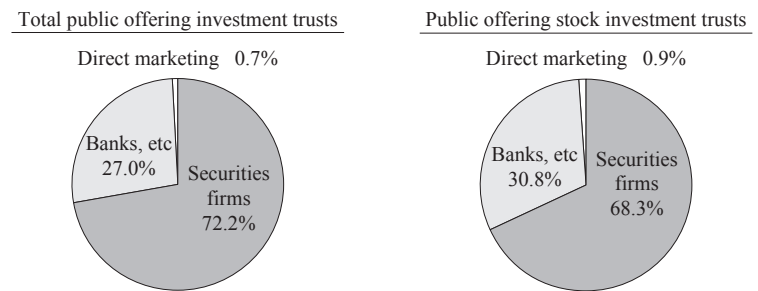 Total public offering investment trusts
Direct marketing 0.7%
Banks, etc
27.0%
Securities
firms
72.2%
Public offering stock investment trusts
Direct marketing 0.9%
Banks, etc
30.8%
Securities
firms
68.3%